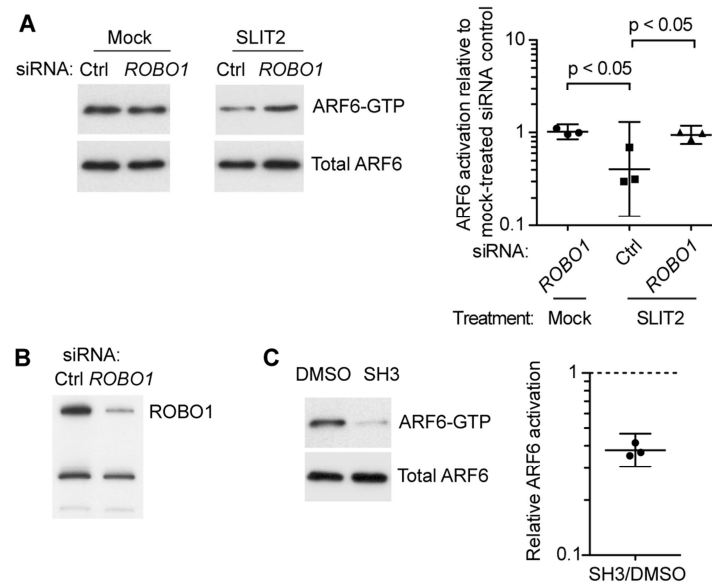 A
Mock
SLIT2
siRNA: Ctrl ROBO1 Ctrl ROBO1
ARF6-GTP
Total ARF6
ARF6 activation relative to
mock-treated siRNA control
10
1
0.1
p < 0.05
p < 0.05
siRNA:
ROBO1
Ctrl
ROBO1
Treatment: Mock SLIT2
B
siRNA:
Ctrl ROBO1
ROBO1
C
DMSO SH3
ARF6-GTP
Total ARF6
Relative ARF6 activation
1
0.1
SH3/DMSO